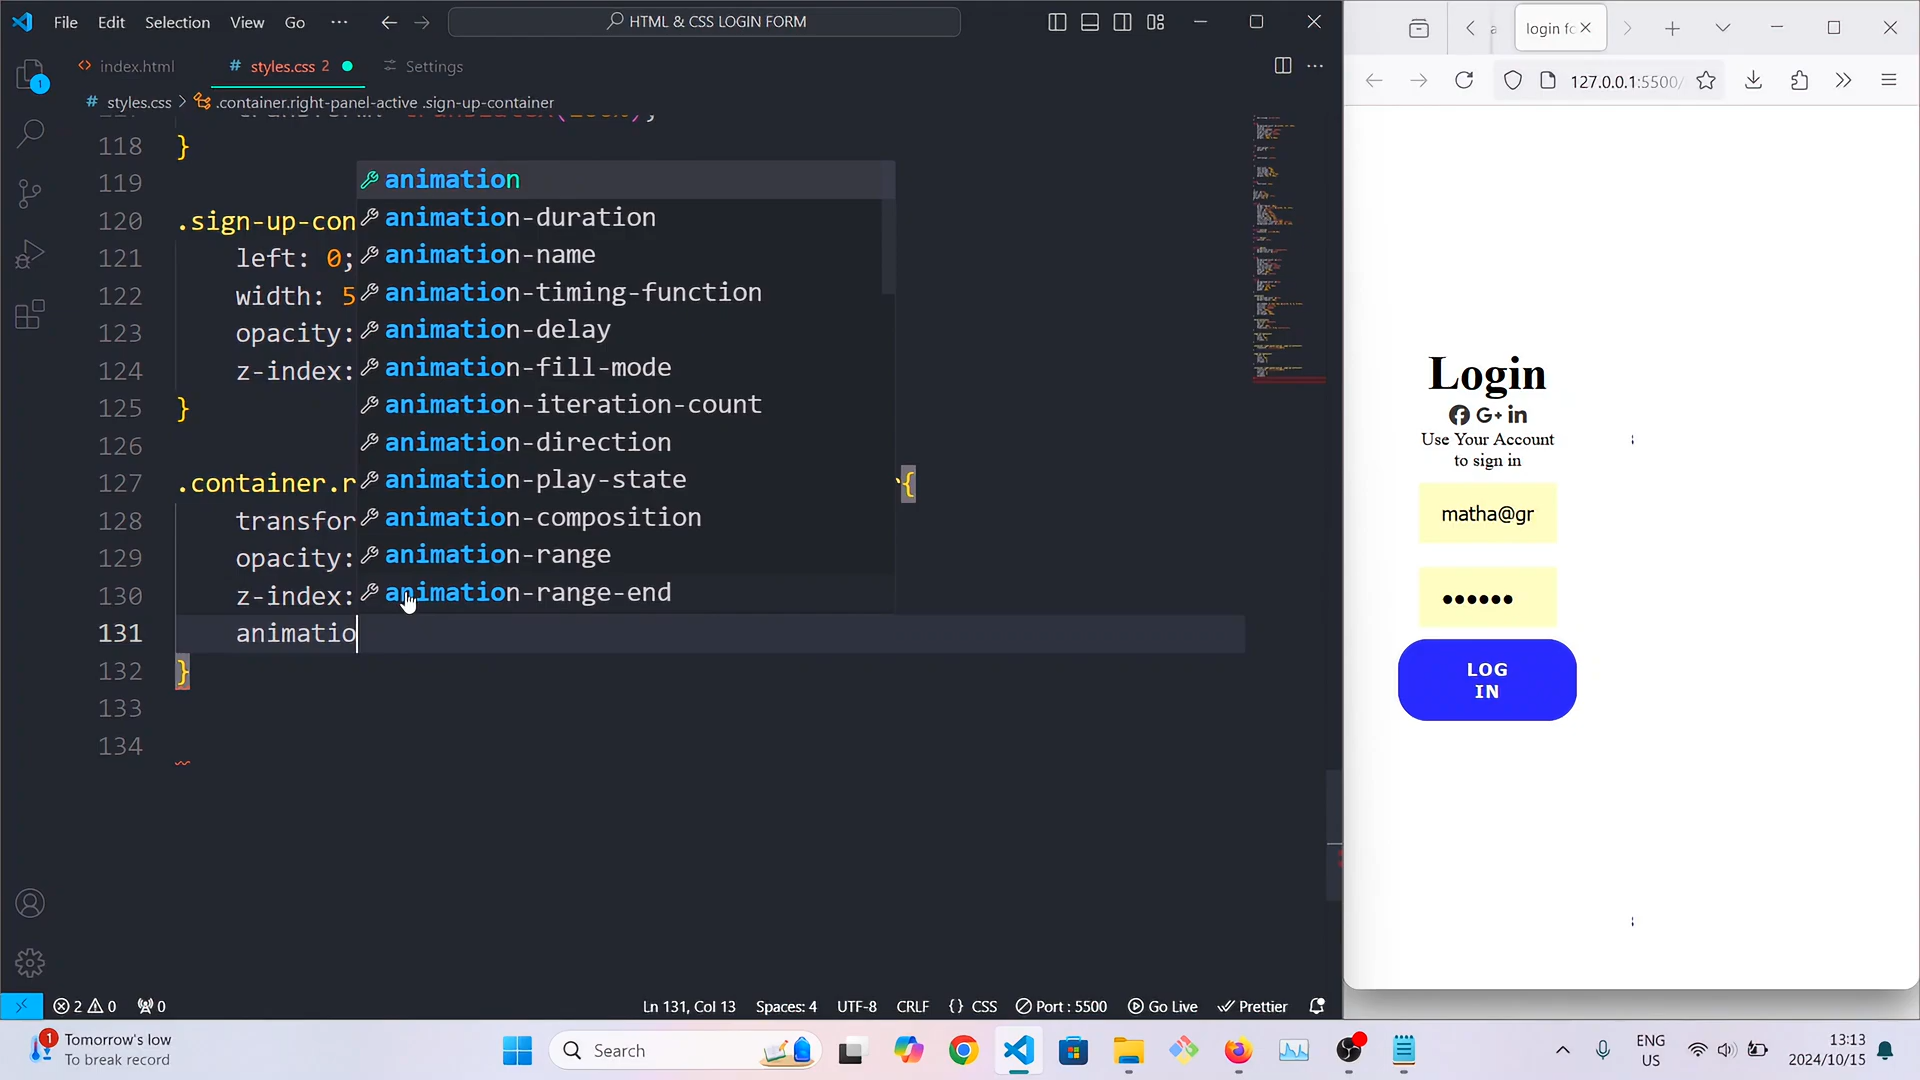 File Edit Selection View Go ··· HTML & CSS LOGIN FORM
index.html # styles.css 2 Settings
# styles.css > .container.right-panel-active .sign-up-container
118 }
119
120 .sign-up-con
121 left: 0;
122 width: 5
123 opacity:
124 z-index:
125 }
126
127 .container.r {
128 transfor
129 opacity:
130 z-index:
131 animatio
132 }
133
134
animation
animation-duration
animation-name
animation-timing-function
animation-delay
animation-fill-mode
animation-iteration-count
animation-direction
animation-play-state
animation-composition
animation-range
animation-range-end
1
2 0 0 Ln 131, Col 13 Spaces: 4 UTF-8 CRLF {} CSS Port : 5500 Go Live Prettier
login fo
127.0.0.1:5500/
Login
G+ in
Use Your Account
to sign in
matha@gr
••••••
LOG
IN
1 Tomorrow's low
To break record
Search
ENG
US
13:13
2024/10/15